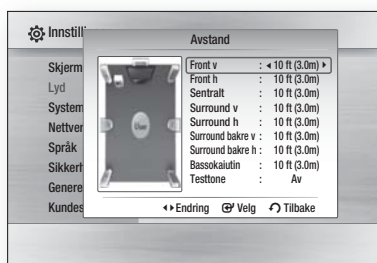 Innstill
Avstand
Skjerm
Lyd
System
Nettver
Språk
Sikkerh
Genere
Kundes
User
Front v : ◂ 10 ft (3.0m) ▸
Front h : 10 ft (3.0m)
Sentralt : 10 ft (3.0m)
Surround v : 10 ft (3.0m)
Surround h : 10 ft (3.0m)
Surround bakre v : 10 ft (3.0m)
Surround bakre h : 10 ft (3.0m)
Bassokaiutin : 10 ft (3.0m)
Testtone : Av
◂▸ Endring Velg Tilbake